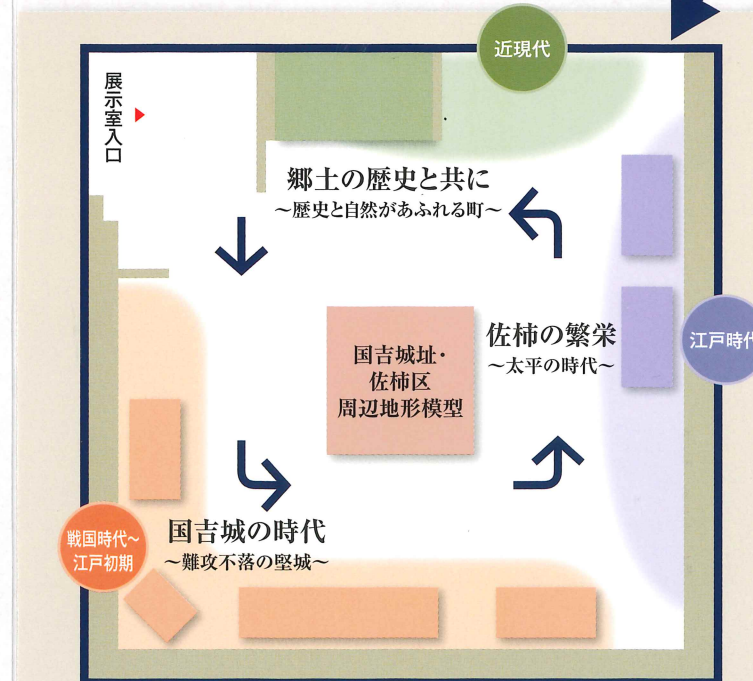 近現代
展示室入口
郷土の歴史と共に
～歴史と自然があふれる町～
国吉城址・
佐柿区
周辺地形模型
佐柿の繁栄
～太平の時代～
江戸時代
国吉城の時代
～難攻不落の堅城～
戦国時代～
江戸初期